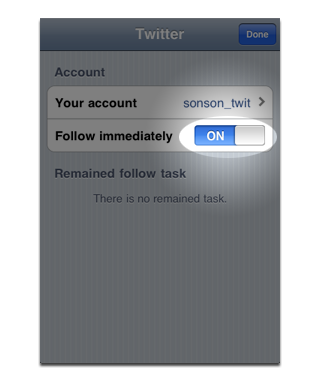 Twitter
Done
Account
Your account sonson_twit
Follow immediately ON
Remained follow task
There is no remained task.